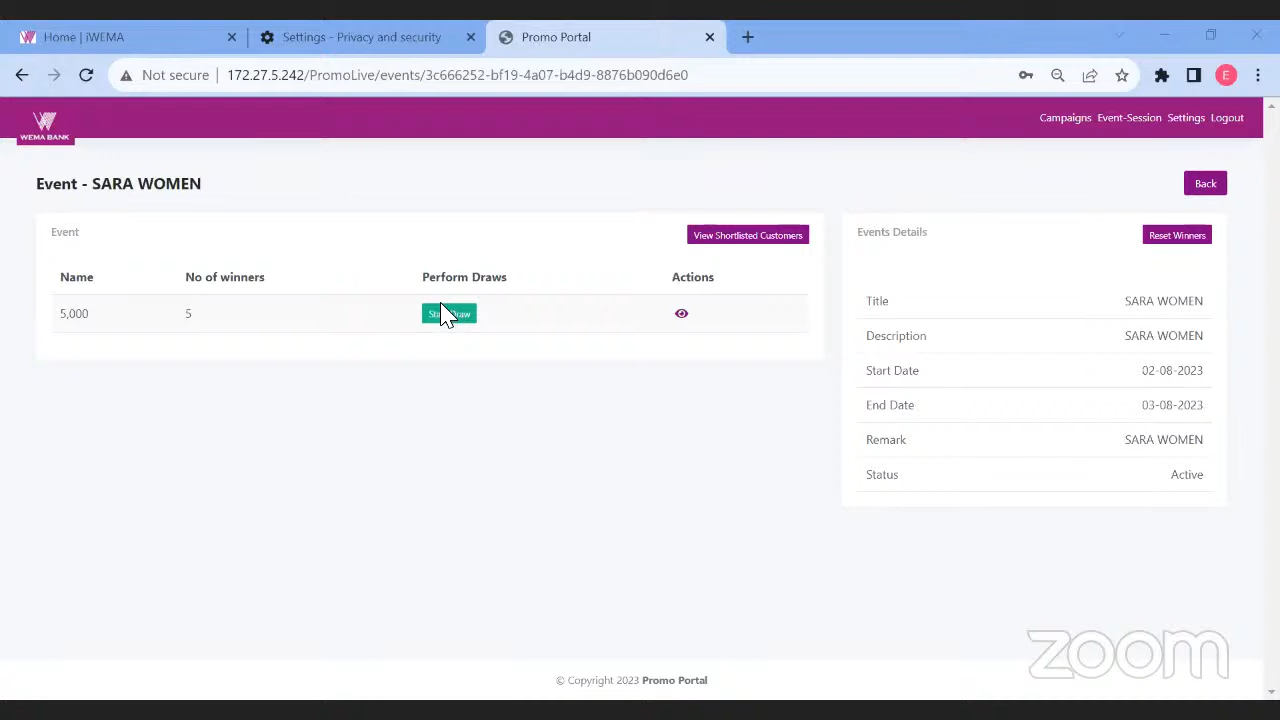 Home | iWEMA
Settings - Privacy and security
Promo Portal
Not secure
172.27.5.242/PromoLive/events/3c666252-bf19-4a07-b4d9-8876b090d6e0
E
WEMA BANK
Campaigns Event-Session Settings Logout
Event - SARA WOMEN
Back
Event
View Shortlisted Customers
Name No of winners Perform Draws Actions
5,000 5 Draw
Events Details
Reset Winners
Title SARA WOMEN
Description SARA WOMEN
Start Date 02-08-2023
End Date 03-08-2023
Remark SARA WOMEN
Status Active
zoom
© Copyright 2023 Promo Portal